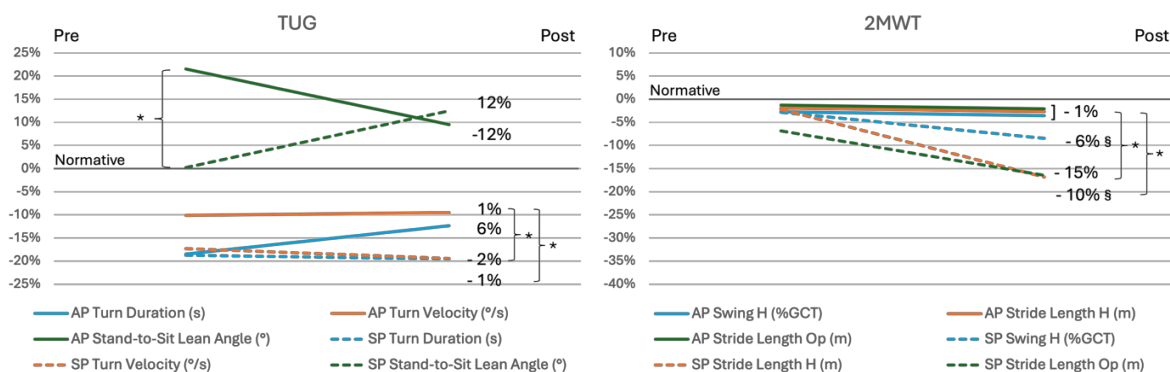 TUG
Pre Post
25%
20%
15%
10%
5%
0%
-5%
-10%
-15%
-20%
-25%
Normative
*
12%
-12%
1%
6%
- 2%
- 1%
*
*
AP Turn Duration (s) AP Turn Velocity (º/s)
AP Stand-to-Sit Lean Angle (º) SP Turn Duration (s)
SP Turn Velocity (º/s) SP Stand-to-Sit Lean Angle (º)
2MWT
Pre Post
10%
5%
0%
-5%
-10%
-15%
-20%
-25%
-30%
-35%
-40%
Normative
] - 1%
- 6% §
- 15%
- 10% §
*
*
AP Swing H (%GCT) AP Stride Length H (m)
AP Stride Length Op (m) SP Swing H (%GCT)
SP Stride Length H (m) SP Stride Length Op (m)